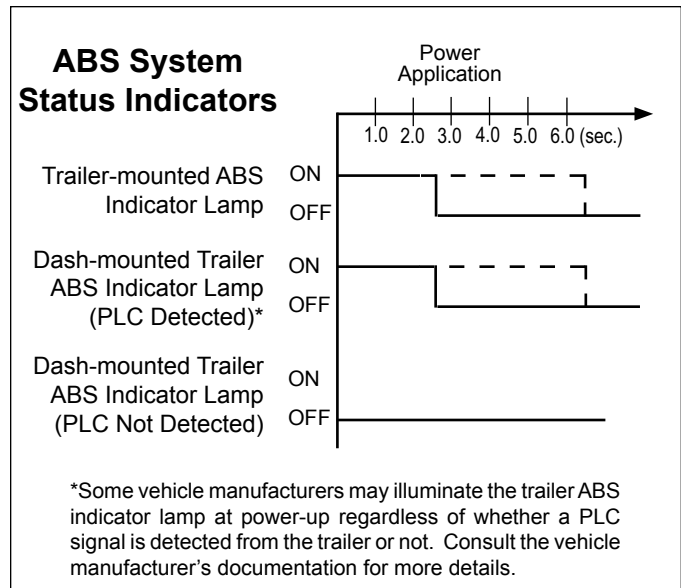 ABS System
Status Indicators
Power
Application
1.0 2.0 3.0 4.0 5.0 6.0 (sec.)
Trailer-mounted ABS
Indicator Lamp
ON
OFF
Dash-mounted Trailer
ABS Indicator Lamp
(PLC Detected)*
ON
OFF
Dash-mounted Trailer
ABS Indicator Lamp
(PLC Not Detected)
ON
OFF
*Some vehicle manufacturers may illuminate the trailer ABS
indicator lamp at power-up regardless of whether a PLC
signal is detected from the trailer or not. Consult the vehicle
manufacturer's documentation for more details.